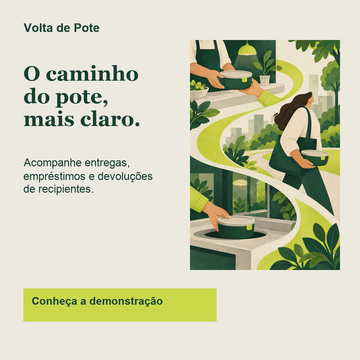 Volta de Pote
O caminho
do pote,
mais claro.
Acompanhe entregas,
empréstimos e devoluções
de recipientes.
Conheça a demonstração